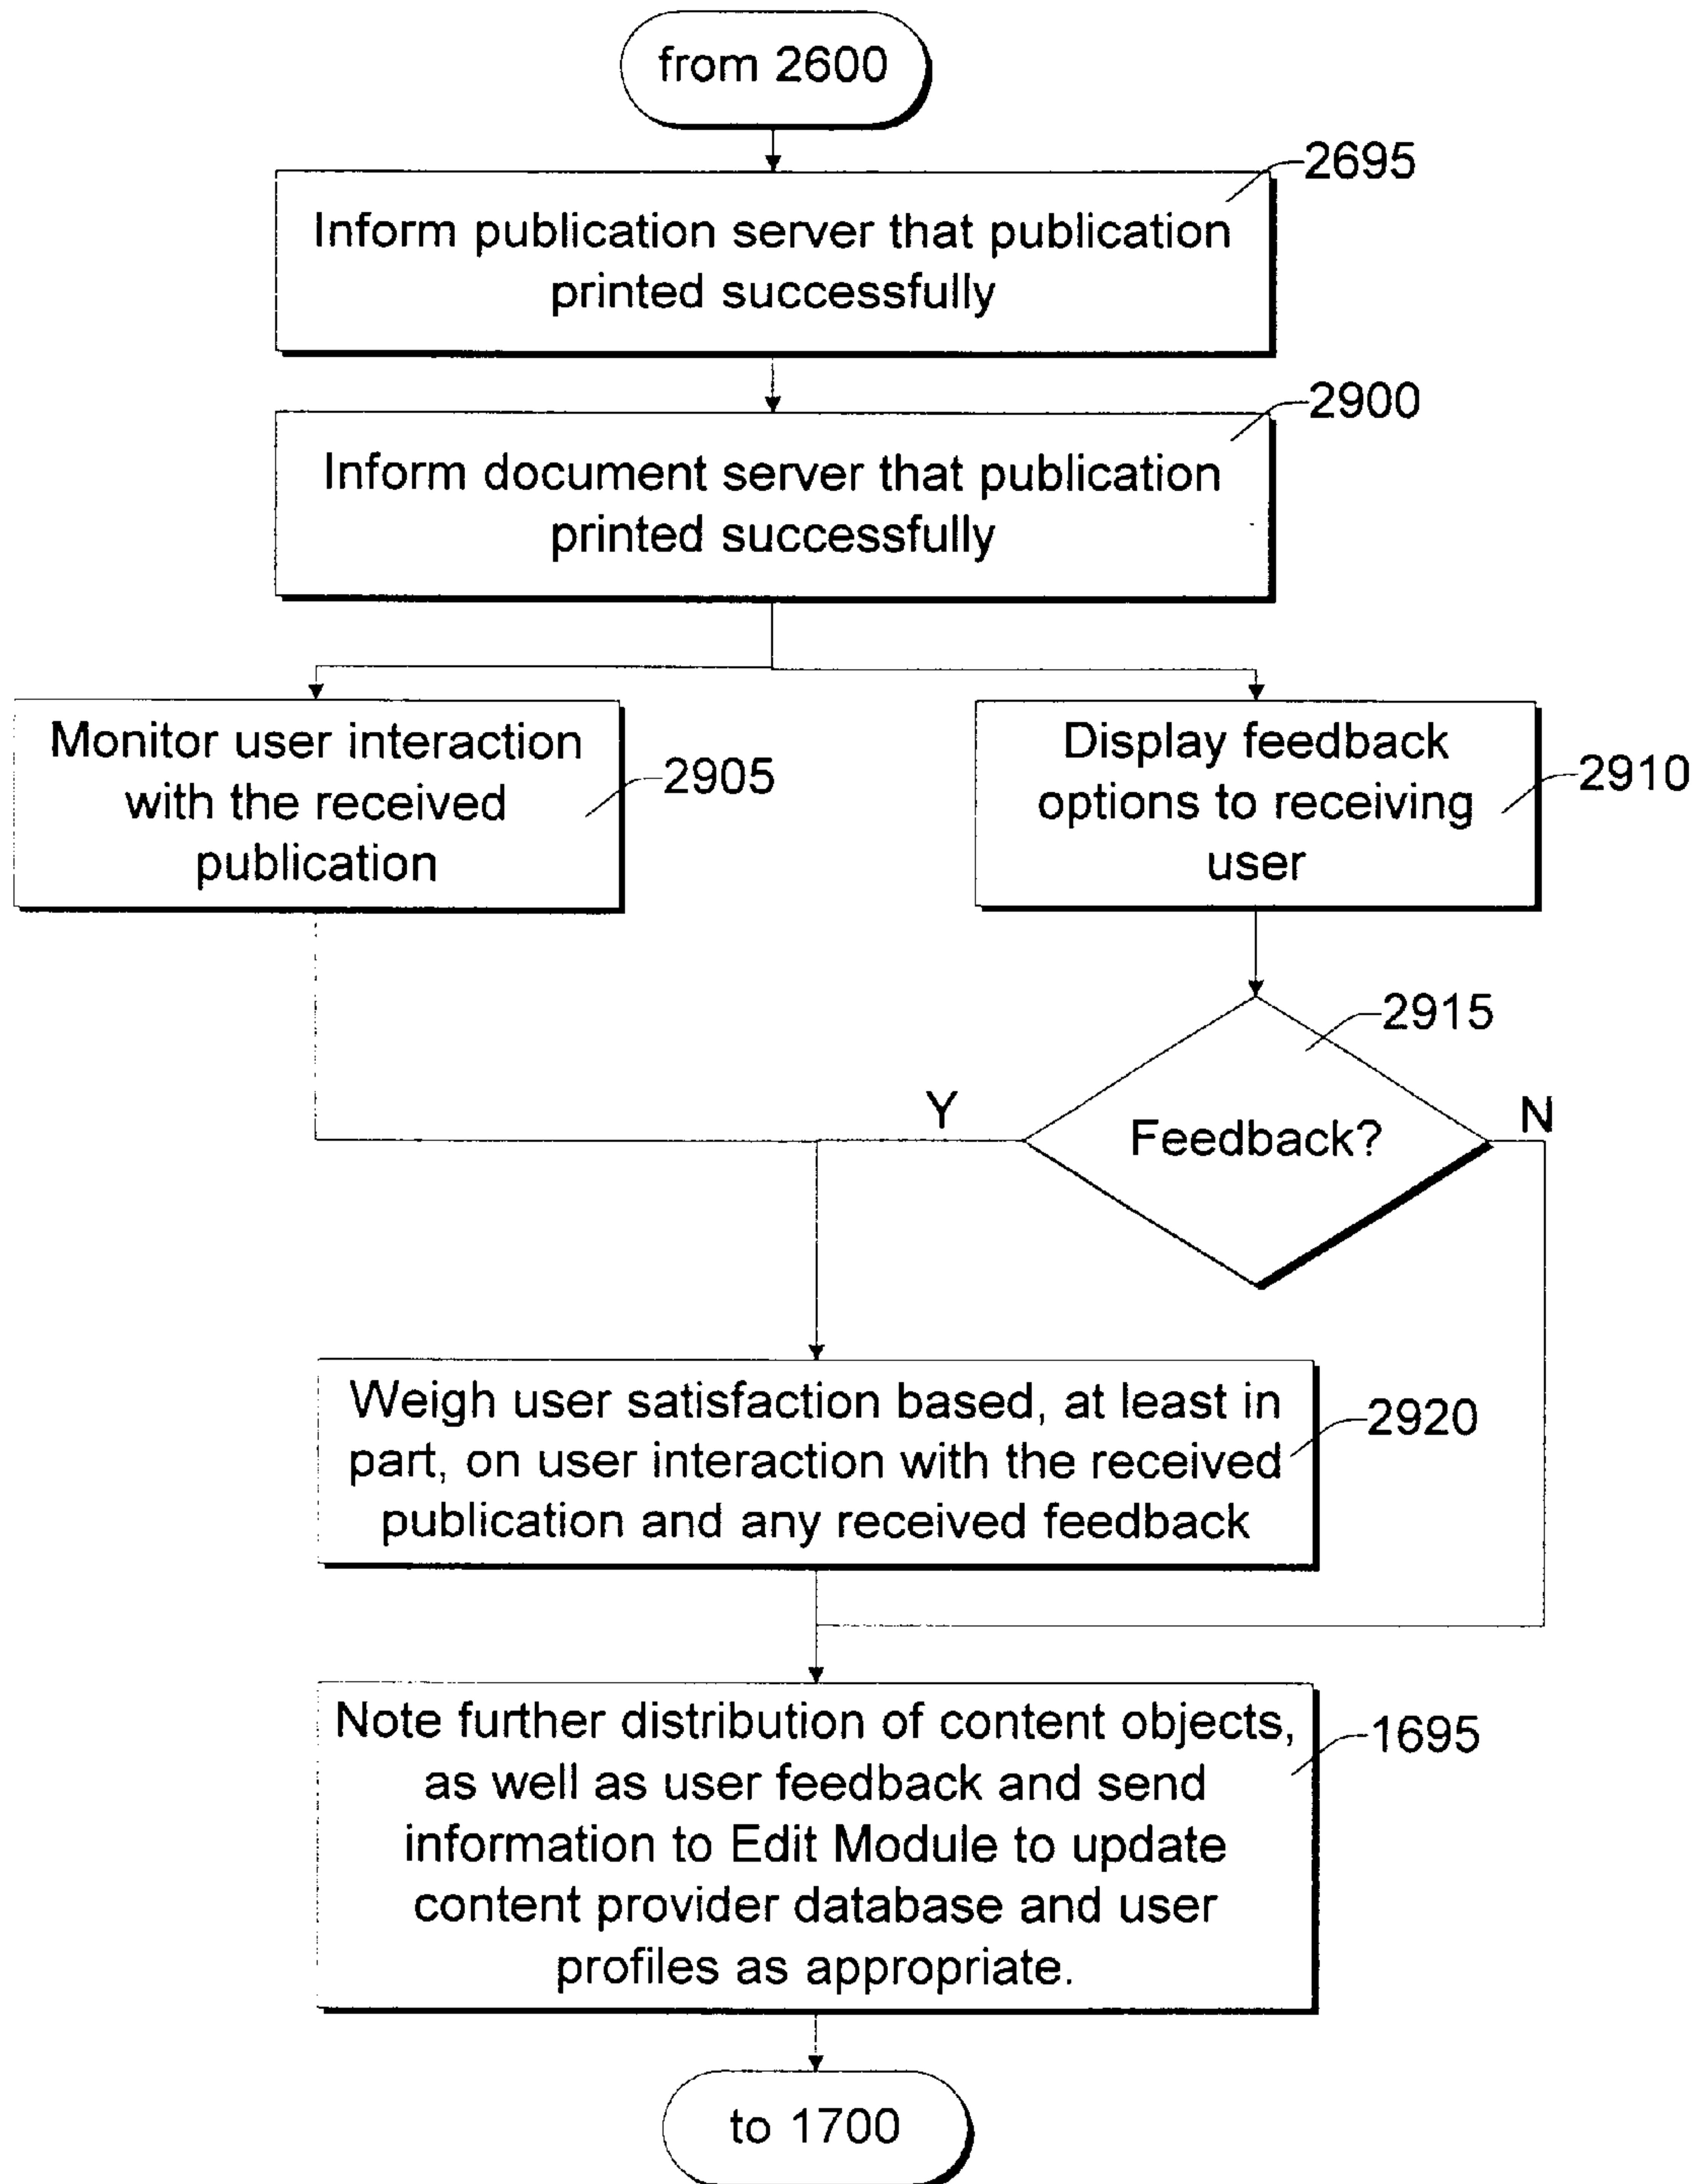 from 2600
2695
Inform publication server that publication
printed successfully
2900
Inform document server that publication
printed successfully
Monitor user interaction
with the received
publication
2905
Display feedback
options to receiving
user
2910
2915
Y
Feedback?
N
Weigh user satisfaction based, at least in
part, on user interaction with the received
publication and any received feedback
2920
Note further distribution of content objects,
as well as user feedback and send
information to Edit Module to update
content provider database and user
profiles as appropriate.
1695
to 1700